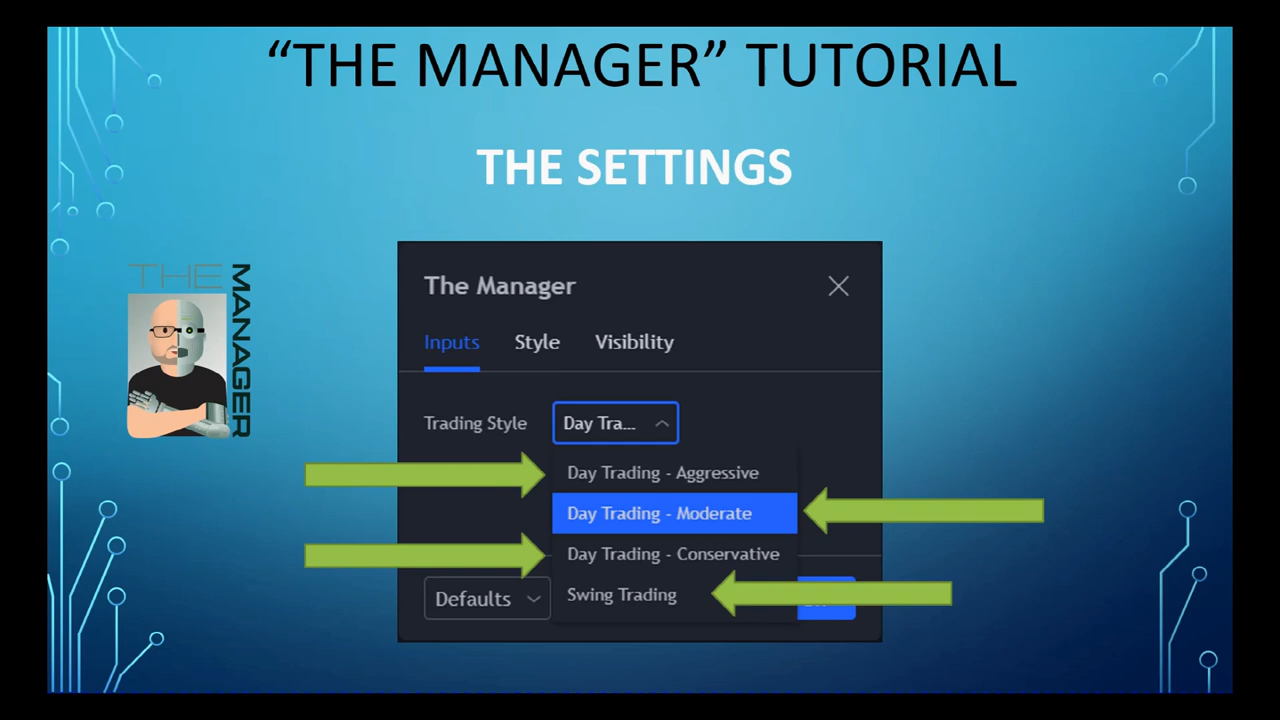 “THE MANAGER” TUTORIAL
THE SETTINGS
THE
MANAGER
The Manager
Inputs Style Visibility
Trading Style Day Tra...
Day Trading - Aggressive
Day Trading - Moderate
Day Trading - Conservative
Swing Trading
Defaults